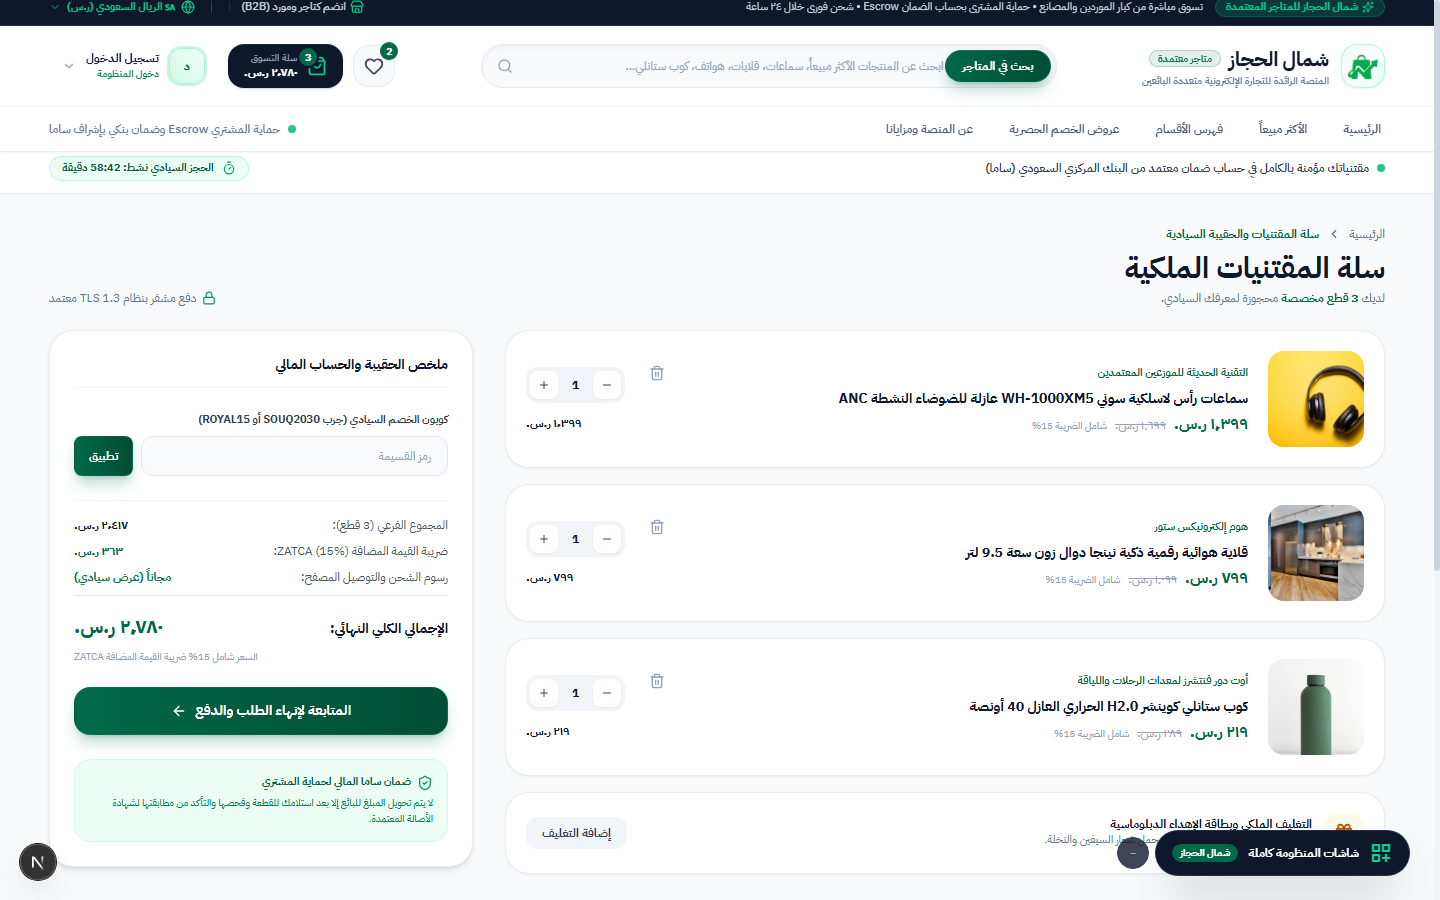 شمال الحجاز للمتاجر المعتمدة
تسوق مباشرة من كبار الموردين والمصانع • حماية المشتري بحساب الضمان Escrow • شحن فوري خلال ٢٤ ساعة
انضم كتاجر ومورد (B2B)
SA الريال السعودي (ر.س)
شمال الحجاز
متاجر معتمدة
المنصة الرائدة للتجارة الإلكترونية متعددة البائعين
بحث في المتاجر
ابحث عن المنتجات الأكثر مبيعاً، سماعات، قلايات، هواتف، كوب ستانلي...
2
سلة التسوق
3
٢،٧٨٠ ر.س.
د
تسجيل الدخول
دخول المنظومة
الرئيسية
الأكثر مبيعاً
فهرس الأقسام
عروض الخصم الحصرية
عن المنصة ومزايانا
حماية المشتري Escrow وضمان بنكي بإشراف ساما
مقتنياتك مؤمنة بالكامل في حساب ضمان معتمد من البنك المركزي السعودي (ساما)
الحجز السيادي نشط: 58:42 دقيقة
الرئيسية
سلة المقتنيات والحقيبة السيادية
سلة المقتنيات الملكية
لديك 3 قطع مخصصة محجوزة لمعرفك السيادي.
دفع مشفر بنظام TLS 1.3 معتمد
التقنية الحديثة للموزعين المعتمدين
سماعات رأس لاسلكية سوني WH-1000XM5 عازلة للضوضاء النشطة ANC
١،٣٩٩ ر.س. ١،٦٩٩ ر.س. شامل الضريبة 15%
− 1 +
١،٣٩٩ ر.س.
هوم إلكترونيكس ستور
قلاية هوائية رقمية ذكية نينجا دوال زون سعة 9.5 لتر
٧٩٩ ر.س. ١،٠٩٩ ر.س. شامل الضريبة 15%
− 1 +
٧٩٩ ر.س.
أوت دور فنتشرز لمعدات الرحلات واللياقة
كوب ستانلي كوينشر H2.0 الحراري العازل 40 أونصة
٢١٩ ر.س. ٢٨٩ ر.س. شامل الضريبة 15%
− 1 +
٢١٩ ر.س.
التغليف الملكي وبطاقة الإهداء الدبلوماسية
شعار السيفين والنخلة.
إضافة التغليف
ملخص الحقيبة والحساب المالي
كوبون الخصم السيادي (جرب SOUQ2030 أو ROYAL15)
رمز القسيمة
تطبيق
المجموع الفرعي (3 قطع):
٢،٤١٧ ر.س.
ضريبة القيمة المضافة ZATCA (15%):
٣٦٣ ر.س.
رسوم الشحن والتوصيل المصفح:
مجاناً (عرض سيادي)
الإجمالي الكلي النهائي:
٢،٧٨٠ ر.س.
السعر شامل 15% ضريبة القيمة المضافة ZATCA
المتابعة لإنهاء الطلب والدفع
ضمان ساما المالي لحماية المشتري
لا يتم تحويل المبلغ للبائع إلا بعد استلامك للقطعة وفحصها والتأكد من مطابقتها لشهادة
الأصالة المعتمدة.
شاشات المنظومة كاملة
شمال الحجاز
N